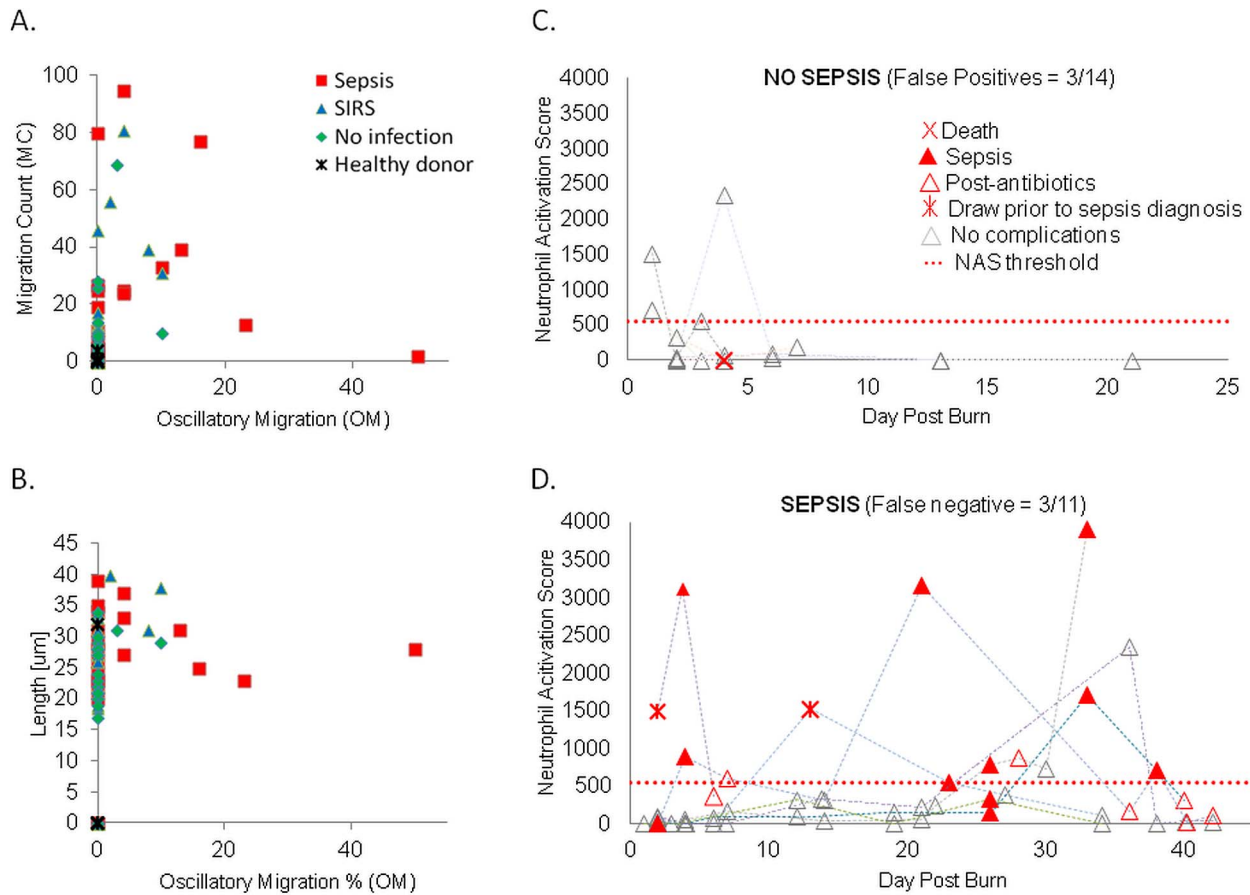 A.
100
80
60
40
20
0
0
20
40
Migration Count (MC)
Oscillatory Migration (OM)
Sepsis
SIRS
No infection
Healthy donor
C.
NO SEPSIS (False Positives = 3/14)
4000
3500
3000
2500
2000
1500
1000
500
0
0
5
10
15
20
25
Neutrophil Acitivation Score
Day Post Burn
Death
Sepsis
Post-antibiotics
Draw prior to sepsis diagnosis
No complications
NAS threshold
B.
45
40
35
30
25
20
15
10
5
0
0
20
40
Length [um]
Oscillatory Migration % (OM)
D.
SEPSIS (False negative = 3/11)
4000
3500
3000
2500
2000
1500
1000
500
0
0
10
20
30
40
Neutrophil Acitivation Score
Day Post Burn